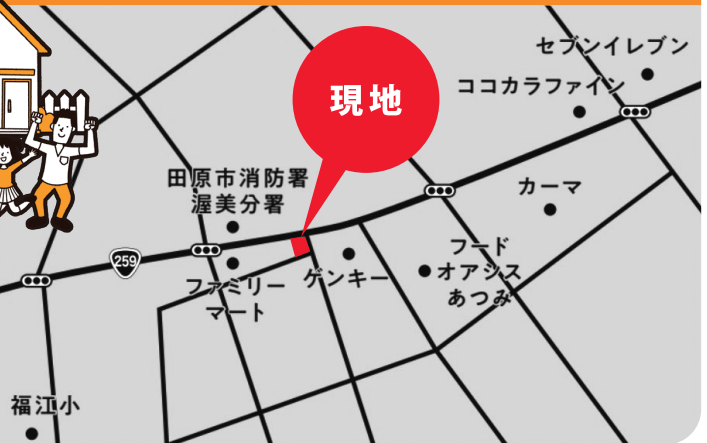 セブンイレブン
ココカラファイン
現地
田原市消防署
渥美分署
カーマ
259
ファミリー
マート
ゲンキー
フード
オアシス
あつみ
福江小